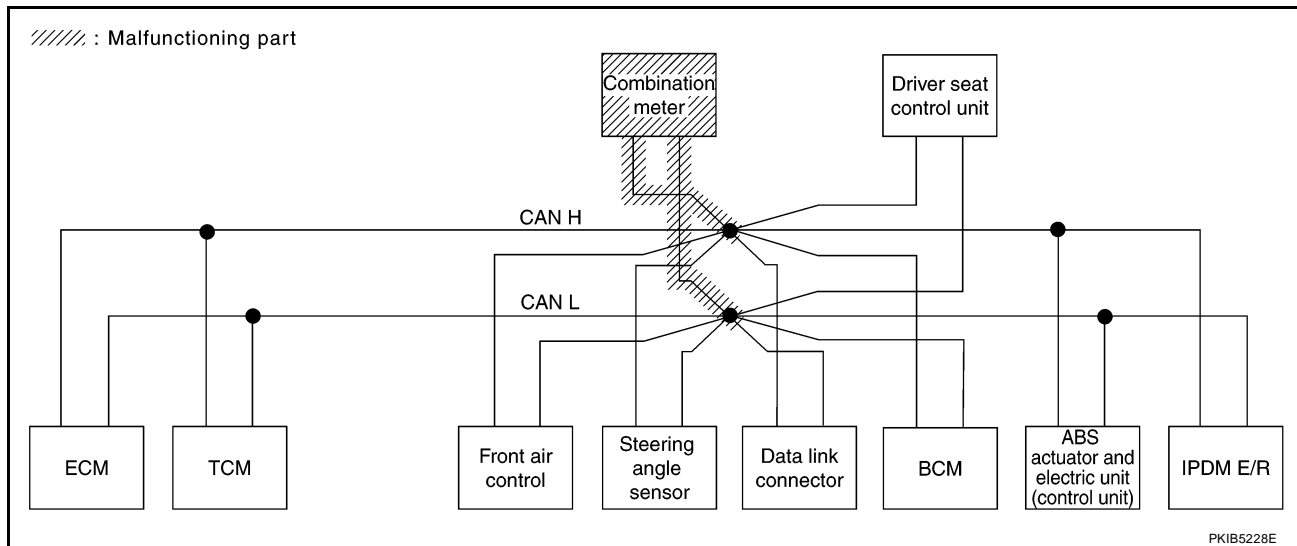 : Malfunctioning part
Combination
meter
Driver seat
control unit
CAN H
CAN L
ECM
TCM
Front air
control
Steering
angle
sensor
Data link
connector
BCM
ABS
actuator and
electric unit
(control unit)
IPDM E/R
PKIB5228E